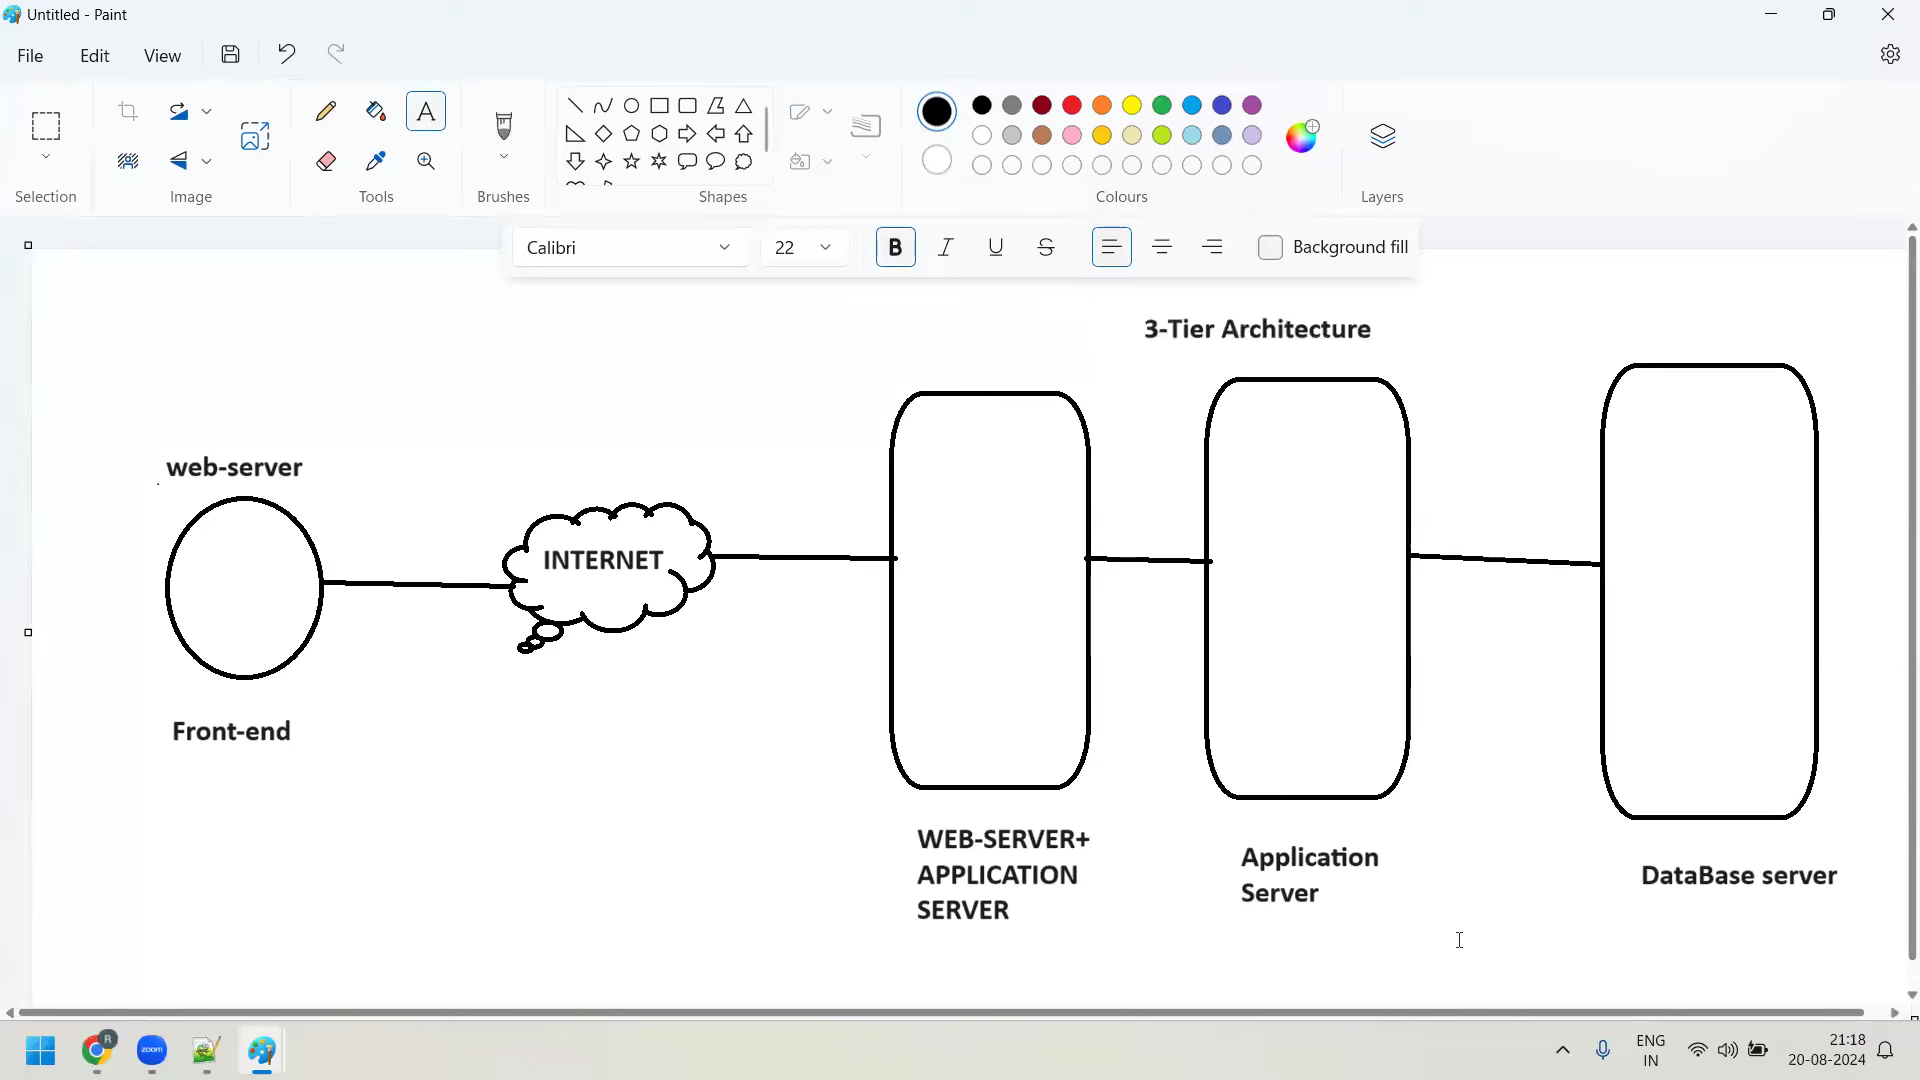 Untitled - Paint
File Edit View
Selection Image Tools Brushes Shapes Colours Layers
Calibri 22 B I U S Background fill
3-Tier Architecture
web-server
INTERNET
Front-end
WEB-SERVER+
APPLICATION
SERVER
Application
Server
DataBase server
R
zoom
ENG
IN
21:18
20-08-2024